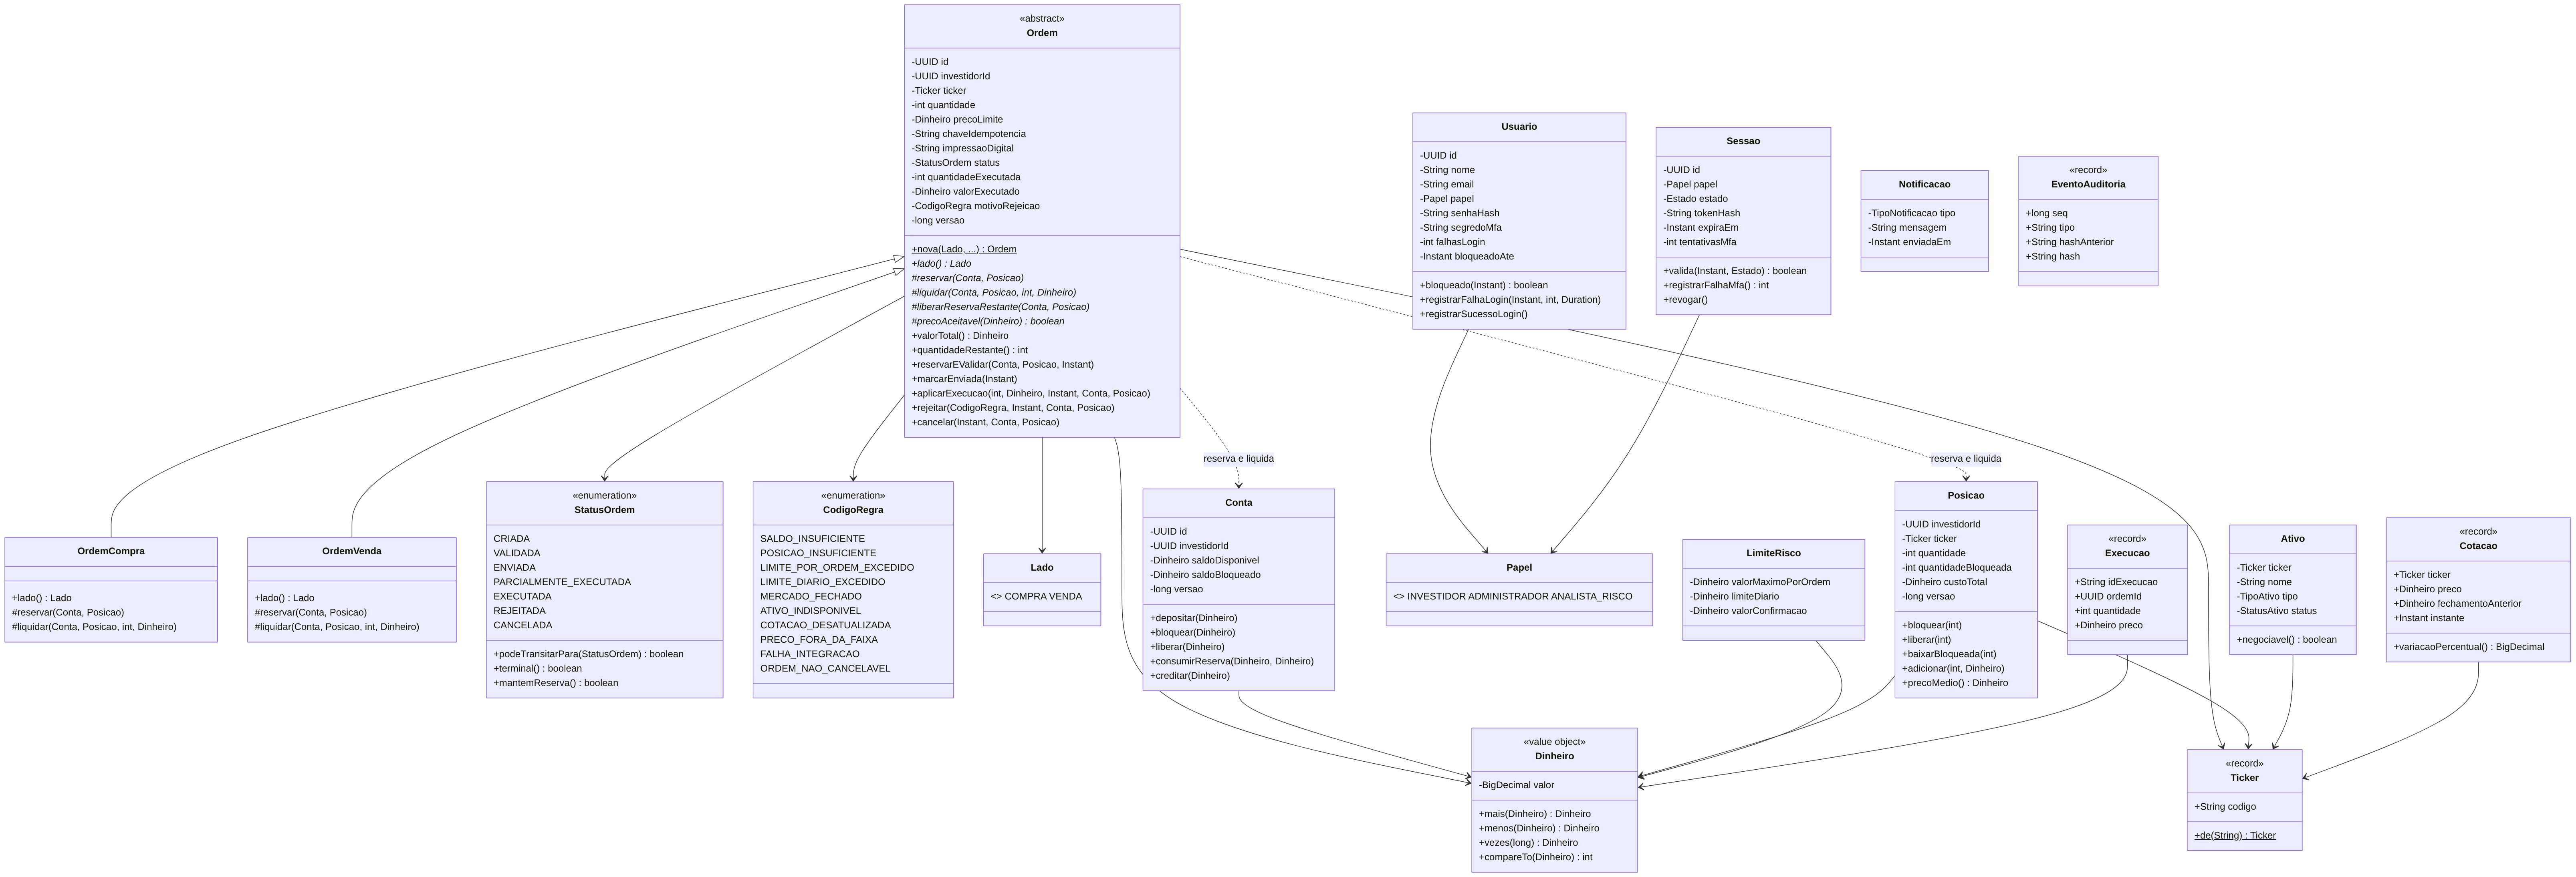 «abstract»
Ordem
-UUID id
-UUID investidorId
-Ticker ticker
-int quantidade
-Dinheiro precoLimite
-String chaveIdempotencia
-String impressaoDigital
-StatusOrdem status
-int quantidadeExecutada
-Dinheiro valorExecutado
-CodigoRegra motivoRejeicao
-long versao
+nova(Lado, ...) : Ordem
+lado() : Lado
#reservar(Conta, Posicao)
#liquidar(Conta, Posicao, int, Dinheiro)
#liberarReservaRestante(Conta, Posicao)
#precoAceitavel(Dinheiro) : boolean
+valorTotal() : Dinheiro
+quantidadeRestante() : int
+reservarEValidar(Conta, Posicao, Instant)
+marcarEnviada(Instant)
+aplicarExecucao(int, Dinheiro, Instant, Conta, Posicao)
+rejeitar(CodigoRegra, Instant, Conta, Posicao)
+cancelar(Instant, Conta, Posicao)
Usuario
-UUID id
-String nome
-String email
-Papel papel
-String senhaHash
-String segredoMfa
-int falhasLogin
-Instant bloqueadoAte
+bloqueado(Instant) : boolean
+registrarFalhaLogin(Instant, int, Duration)
+registrarSucessoLogin()
Sessao
-UUID id
-Papel papel
-Estado estado
-String tokenHash
-Instant expiraEm
-int tentativasMfa
+valida(Instant, Estado) : boolean
+registrarFalhaMfa() : int
+revogar()
Notificacao
-TipoNotificacao tipo
-String mensagem
-Instant enviadaEm
«record»
EventoAuditoria
+long seq
+String tipo
+String hashAnterior
+String hash
reserva e liquida
reserva e liquida
OrdemCompra
+lado() : Lado
#reservar(Conta, Posicao)
#liquidar(Conta, Posicao, int, Dinheiro)
OrdemVenda
+lado() : Lado
#reservar(Conta, Posicao)
#liquidar(Conta, Posicao, int, Dinheiro)
«enumeration»
StatusOrdem
CRIADA
VALIDADA
ENVIADA
PARCIALMENTE_EXECUTADA
EXECUTADA
REJEITADA
CANCELADA
+podeTransitarPara(StatusOrdem) : boolean
+terminal() : boolean
+mantemReserva() : boolean
«enumeration»
CodigoRegra
SALDO_INSUFICIENTE
POSICAO_INSUFICIENTE
LIMITE_POR_ORDEM_EXCEDIDO
LIMITE_DIARIO_EXCEDIDO
MERCADO_FECHADO
ATIVO_INDISPONIVEL
COTACAO_DESATUALIZADA
PRECO_FORA_DA_FAIXA
FALHA_INTEGRACAO
ORDEM_NAO_CANCELAVEL
Lado
<> COMPRA VENDA
Conta
-UUID id
-UUID investidorId
-Dinheiro saldoDisponivel
-Dinheiro saldoBloqueado
-long versao
+depositar(Dinheiro)
+bloquear(Dinheiro)
+liberar(Dinheiro)
+consumirReserva(Dinheiro, Dinheiro)
+creditar(Dinheiro)
Papel
<> INVESTIDOR ADMINISTRADOR ANALISTA_RISCO
LimiteRisco
-Dinheiro valorMaximoPorOrdem
-Dinheiro limiteDiario
-Dinheiro valorConfirmacao
Posicao
-UUID investidorId
-Ticker ticker
-int quantidade
-int quantidadeBloqueada
-Dinheiro custoTotal
-long versao
+bloquear(int)
+liberar(int)
+baixarBloqueada(int)
+adicionar(int, Dinheiro)
+precoMedio() : Dinheiro
«record»
Execucao
+String idExecucao
+UUID ordemId
+int quantidade
+Dinheiro preco
Ativo
-Ticker ticker
-String nome
-TipoAtivo tipo
-StatusAtivo status
+negociavel() : boolean
«record»
Cotacao
+Ticker ticker
+Dinheiro preco
+Dinheiro fechamentoAnterior
+Instant instante
+variacaoPercentual() : BigDecimal
«value object»
Dinheiro
-BigDecimal valor
+mais(Dinheiro) : Dinheiro
+menos(Dinheiro) : Dinheiro
+vezes(long) : Dinheiro
+compareTo(Dinheiro) : int
«record»
Ticker
+String codigo
+de(String) : Ticker